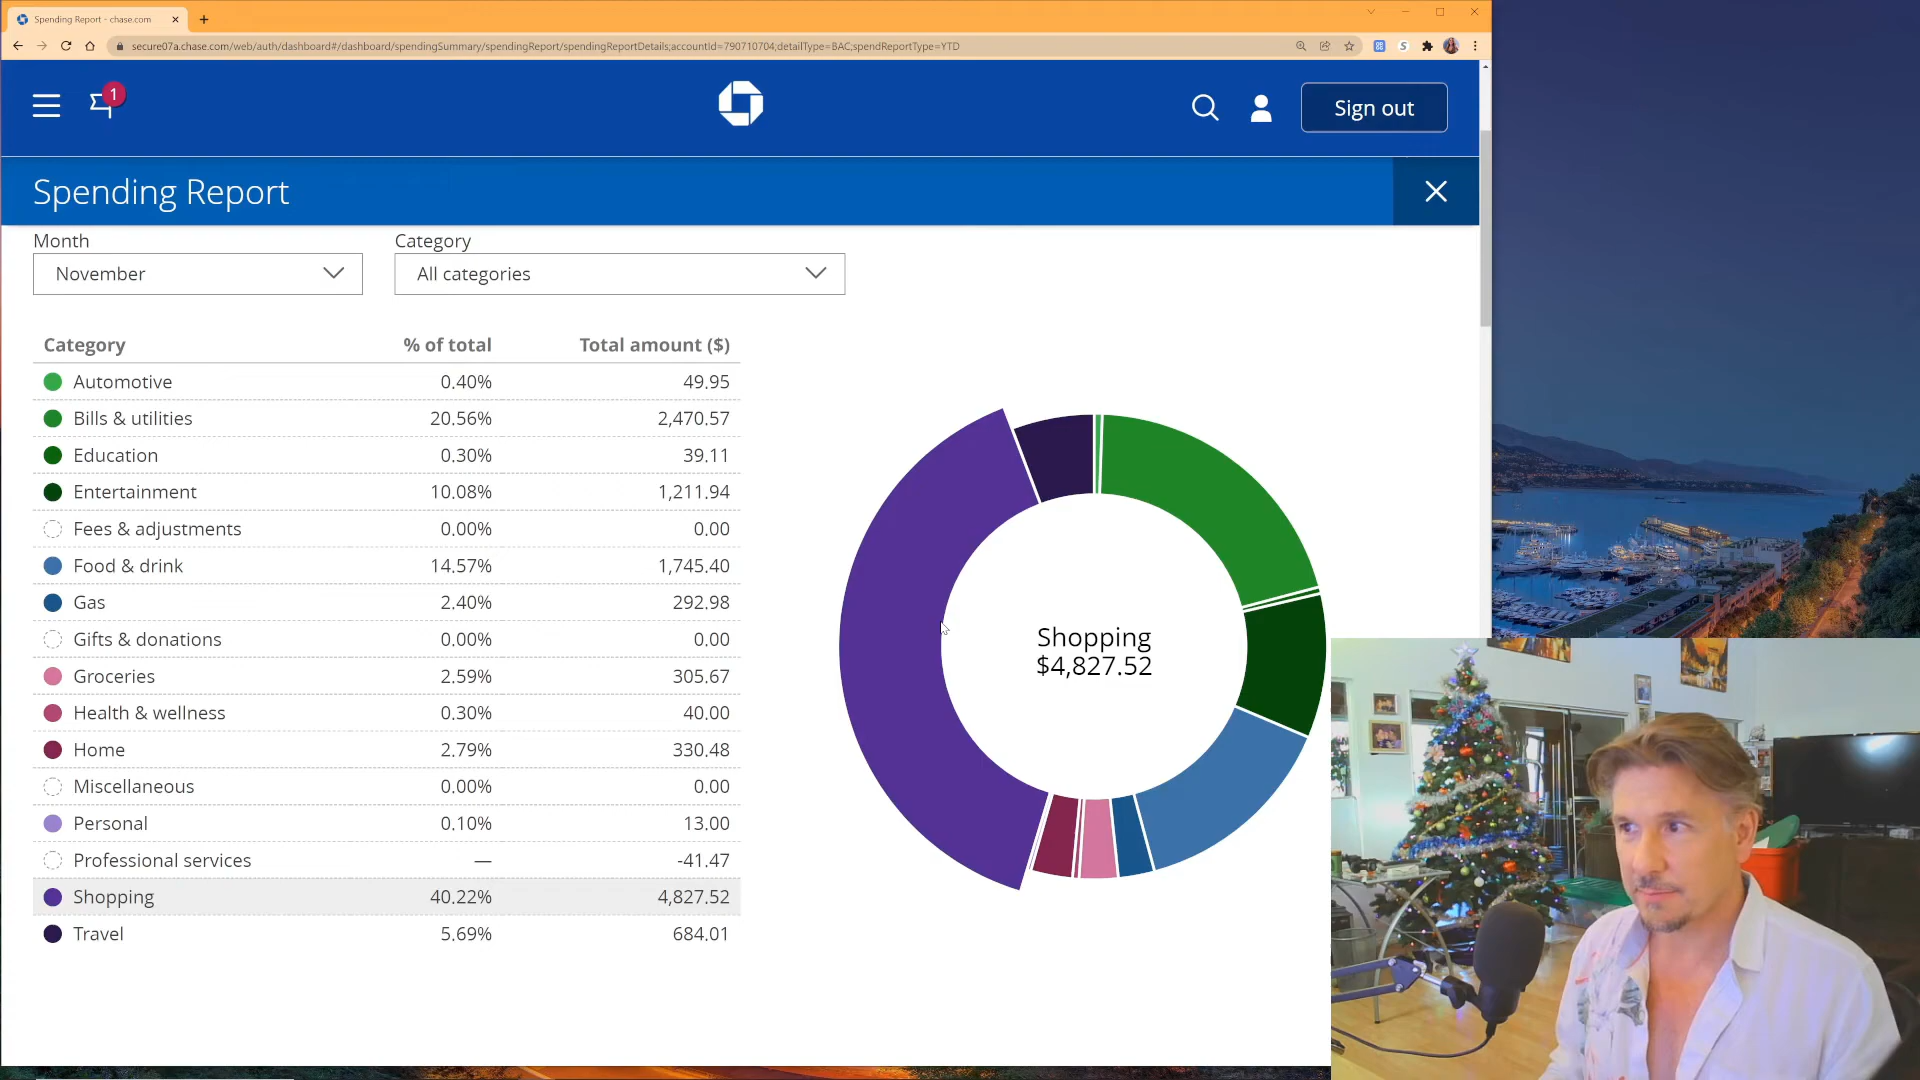 Spending Report - chase.com
secure07a.chase.com/web/auth/dashboard#/dashboard/spendingSummary/spendingReport/spendingReportDetails;accountId=790710704;detailType=BAC;spendReportType=YTD
1
Sign out
Spending Report
Month Category
November All categories
Category % of total Total amount ($)
Automotive 0.40% 49.95
Bills & utilities 20.56% 2,470.57
Education 0.30% 39.11
Entertainment 10.08% 1,211.94
Fees & adjustments 0.00% 0.00
Food & drink 14.57% 1,745.40
Gas 2.40% 292.98
Gifts & donations 0.00% 0.00
Groceries 2.59% 305.67
Health & wellness 0.30% 40.00
Home 2.79% 330.48
Miscellaneous 0.00% 0.00
Personal 0.10% 13.00
Professional services — -41.47
Shopping 40.22% 4,827.52
Travel 5.69% 684.01
Shopping
$4,827.52